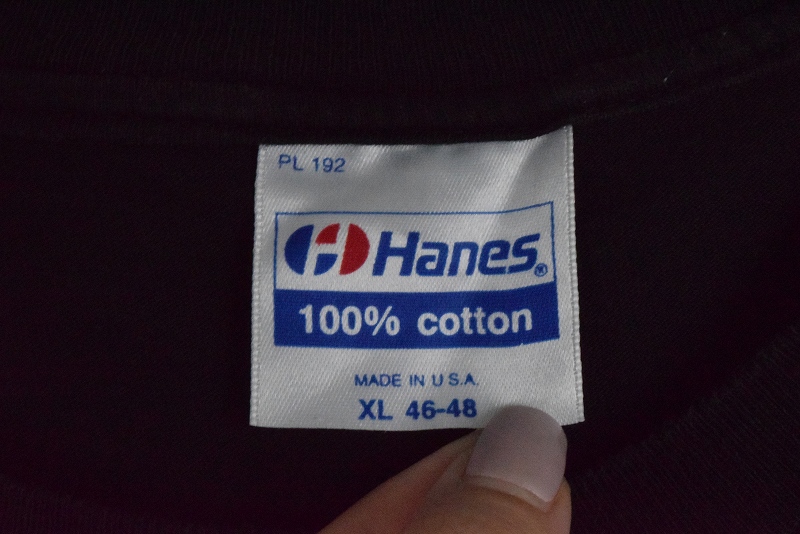 PL 192
Hanes®
100% cotton
MADE IN U.S.A.
XL 46-48